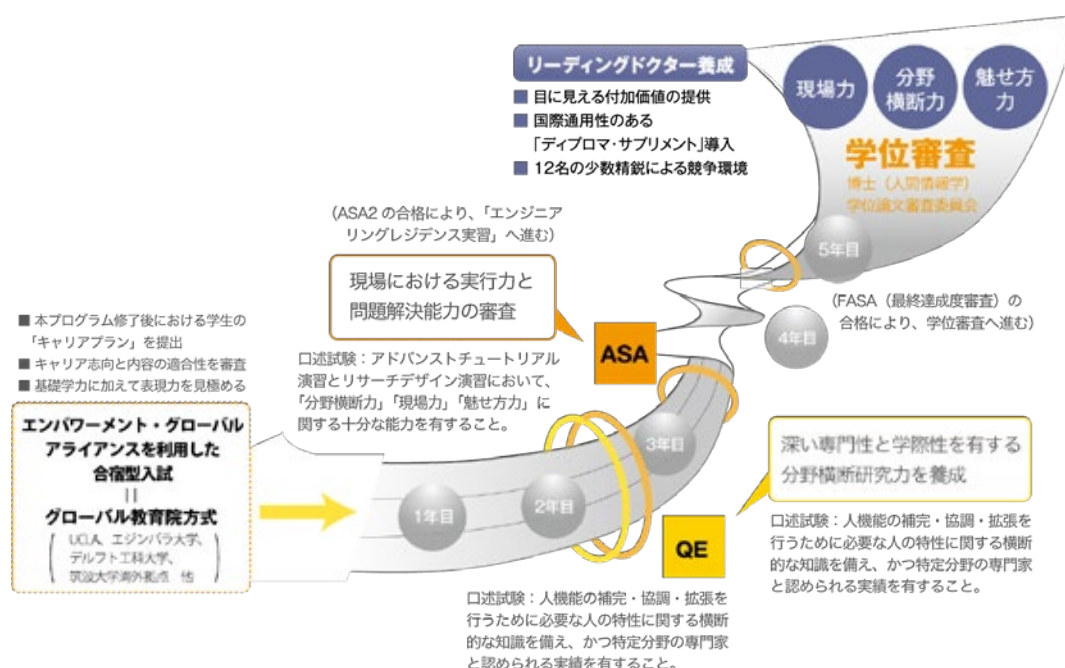 リーディングドクター養成
■ 目に見える付加価値の提供
■ 国際通用性のある
「ディプロマ・サプリメント」導入
■ 12名の少数精鋭による競争環境
現場力
分野
横断力
魅せ方
力
学位審査
博士（人間情報学）
学位論文審査委員会
5年目
（FASA（最終達成度審査）の
合格により、学位審査へ進む）
4年目
（ASA2 の合格により、「エンジニア
リングレジデンス実習」へ進む）
現場における実行力と
問題解決能力の審査
ASA
口述試験：アドバンストチュートリアル
演習とリサーチデザイン演習において、
「分野横断力」「現場力」「魅せ方力」に
関する十分な能力を有すること。
■ 本プログラム修了後における学生の
「キャリアプラン」を提出
■ キャリア志向と内容の適合性を審査
■ 基礎学力に加えて表現力を見極める
エンパワーメント・グローバル
アライアンスを利用した
合宿型入試
＝
グローバル教育院方式
UCLA、エジンバラ大学、
デルフト工科大学、
筑波大学海外拠点　他
1年目
2年目
3年目
深い専門性と学際性を有する
分野横断研究力を養成
QE
口述試験：人機能の補完・協調・拡張を
行うために必要な人の特性に関する横断
的な知識を備え、かつ特定分野の専門家
と認められる実績を有すること。
口述試験：人機能の補完・協調・拡張を
行うために必要な人の特性に関する横断
的な知識を備え、かつ特定分野の専門家
と認められる実績を有すること。